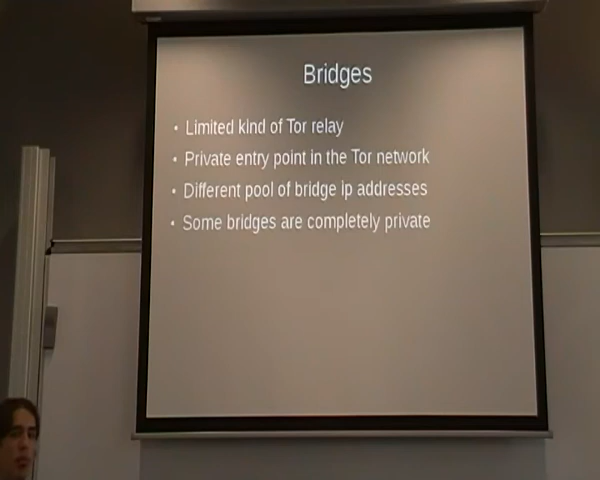 Bridges
• Limited kind of Tor relay
• Private entry point in the Tor network
• Different pool of bridge ip addresses
• Some bridges are completely private